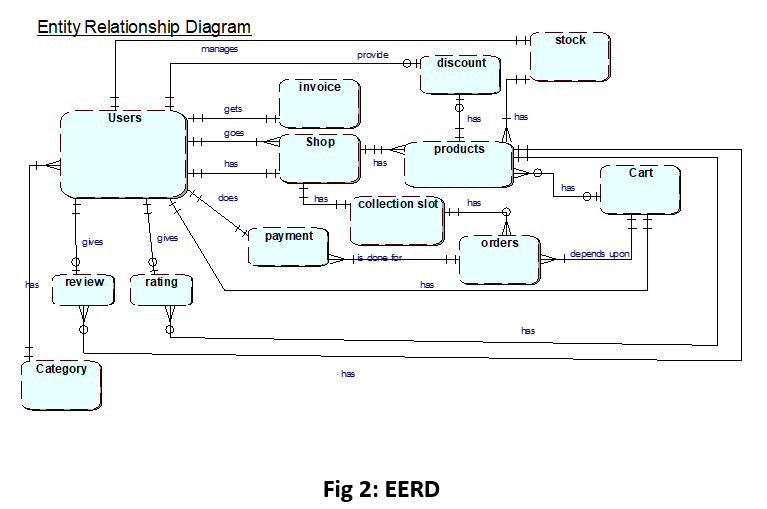 Entity Relationship Diagram
stock
manages
provide
discount
invoice
Users
gets
has
has
goes
Shop
products
has
has
Cart
has
does
has
collection slot
has
payment
orders
gives
gives
is done for
depends upon
has
review
rating
has
has
Category
has
Fig 2: EERD